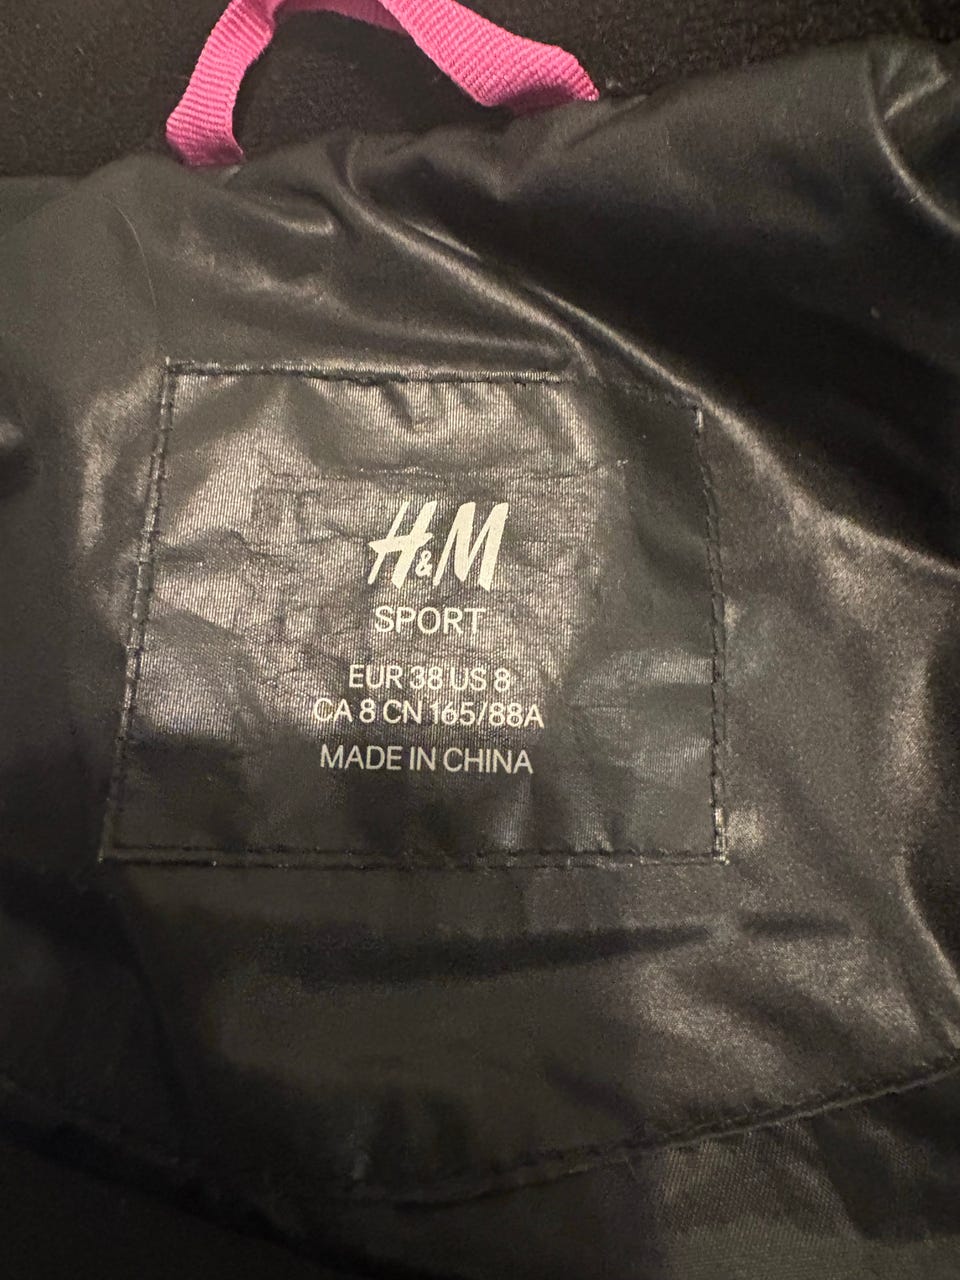 H&M
SPORT
EUR 38 US 8
CA 8 CN 165/88A
MADE IN CHINA